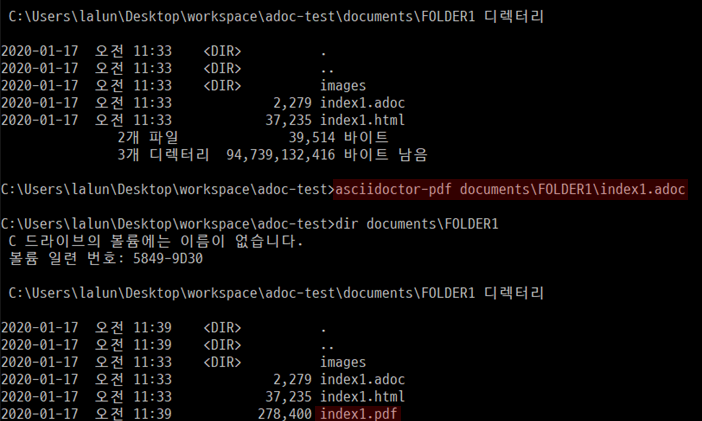 C:\Users\lalun\Desktop\workspace\adoc-test\documents\FOLDER1 디렉터리
2020-01-17  오전 11:33    <DIR>          .
2020-01-17  오전 11:33    <DIR>          ..
2020-01-17  오전 11:33    <DIR>          images
2020-01-17  오전 11:33             2,279 index1.adoc
2020-01-17  오전 11:33            37,235 index1.html
2개 파일              39,514 바이트
3개 디렉터리  94,739,132,416 바이트 남음
C:\Users\lalun\Desktop\workspace\adoc-test>asciidoctor-pdf documents\FOLDER1\index1.adoc
C:\Users\lalun\Desktop\workspace\adoc-test>dir documents\FOLDER1
C 드라이브의 볼륨에는 이름이 없습니다.
볼륨 일련 번호: 5849-9D30
C:\Users\lalun\Desktop\workspace\adoc-test\documents\FOLDER1 디렉터리
2020-01-17  오전 11:39    <DIR>          .
2020-01-17  오전 11:39    <DIR>          ..
2020-01-17  오전 11:33    <DIR>          images
2020-01-17  오전 11:33             2,279 index1.adoc
2020-01-17  오전 11:33            37,235 index1.html
2020-01-17  오전 11:39           278,400 index1.pdf